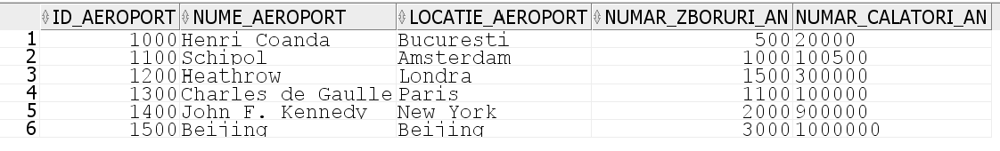 ID_AEROPORT NUME_AEROPORT LOCATIE_AEROPORT NUMAR_ZBORURI_AN NUMAR_CALATORI_AN
1 1000 Henri Coanda Bucuresti 500 20000
2 1100 Schipol Amsterdam 1000 100500
3 1200 Heathrow Londra 1500 300000
4 1300 Charles de Gaulle Paris 1100 100000
5 1400 John F. Kennedy New York 2000 900000
6 1500 Beijing Beijing 3000 1000000